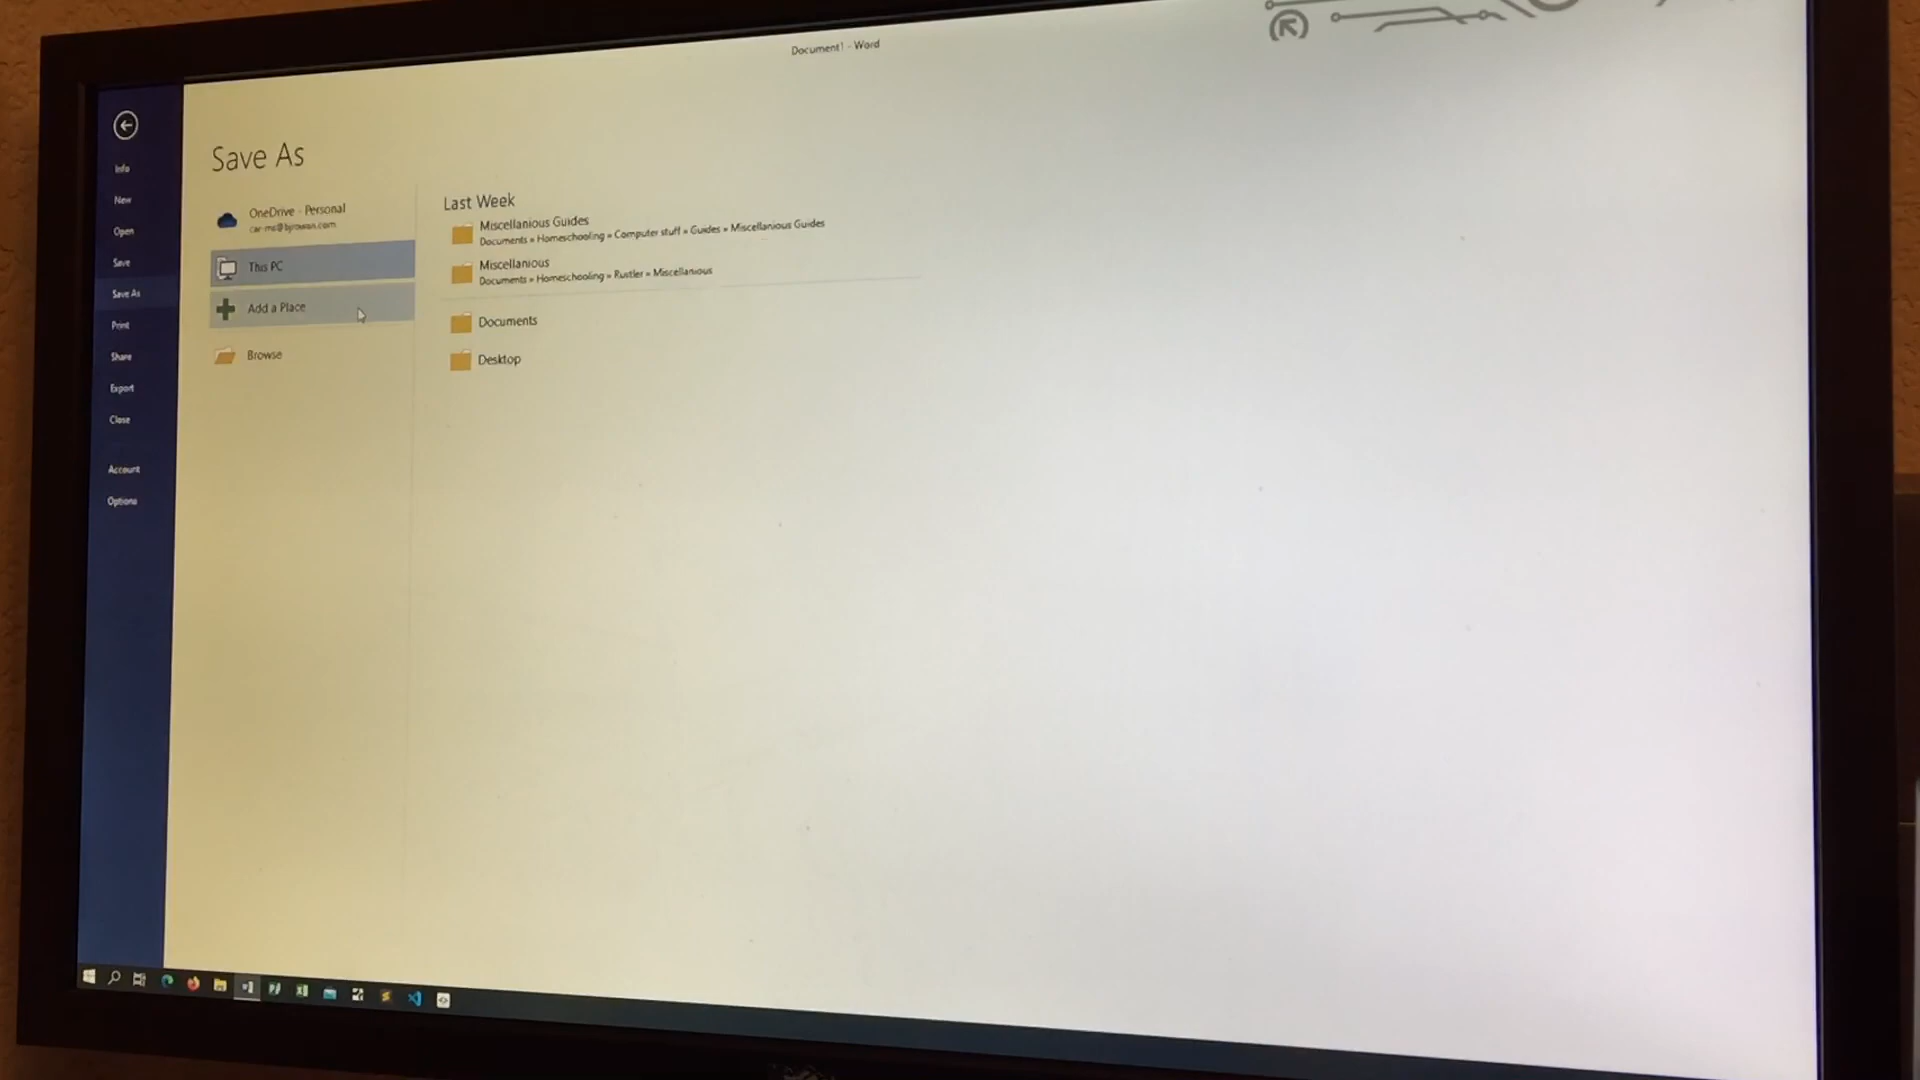 Document1 - Word
Save As
Info
New
Open
Save
Save As
Print
Share
Export
Close
Account
Options
OneDrive - Personal
This PC
Add a Place
Browse
Last Week
Miscellanious Guides
Documents » Homeschooling » Computer stuff » Guides » Miscellanious Guides
Miscellanious
Documents » Homeschooling » Rustler » Miscellanious
Documents
Desktop